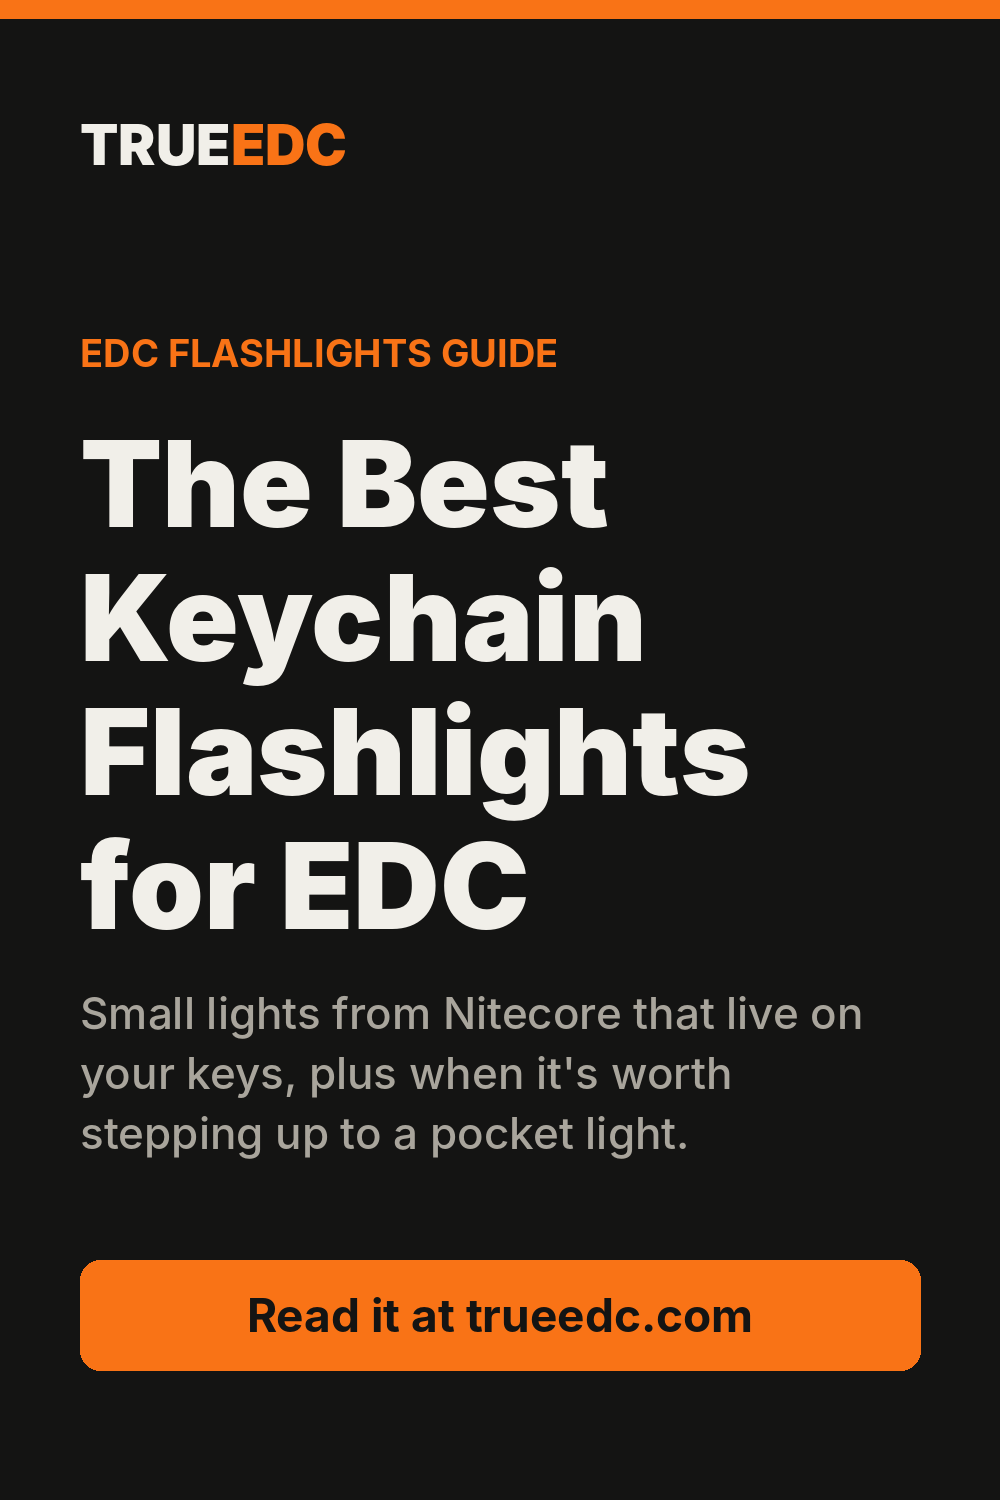 TRUEEDC
EDC FLASHLIGHTS GUIDE
The Best
Keychain
Flashlights
for EDC
Small lights from Nitecore that live on
your keys, plus when it's worth
stepping up to a pocket light.
Read it at trueedc.com